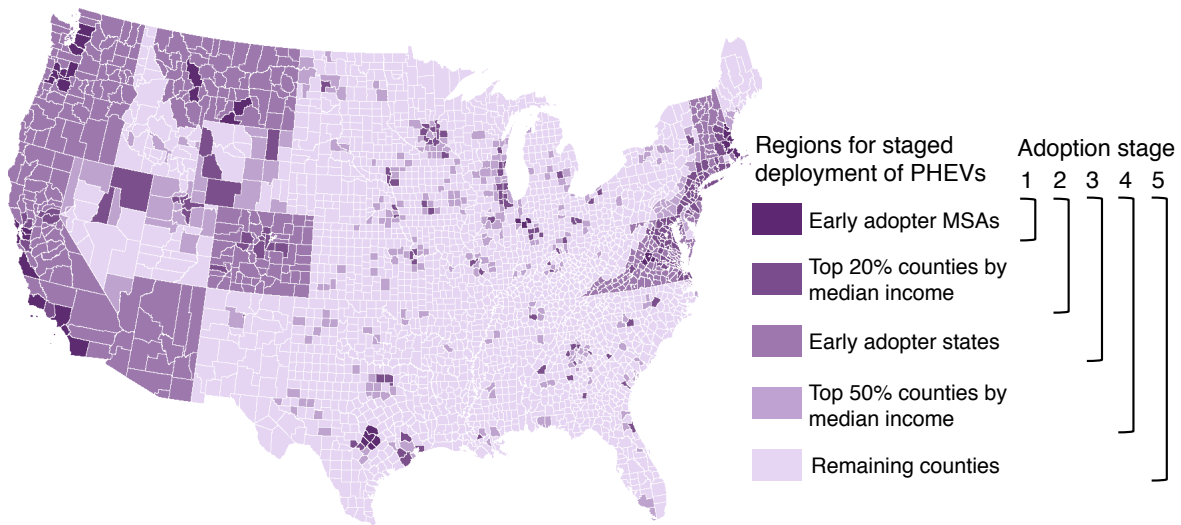 Regions for staged
deployment of PHEVs
Adoption stage
1 2 3 4 5
Early adopter MSAs
Top 20% counties by
median income
Early adopter states
Top 50% counties by
median income
Remaining counties